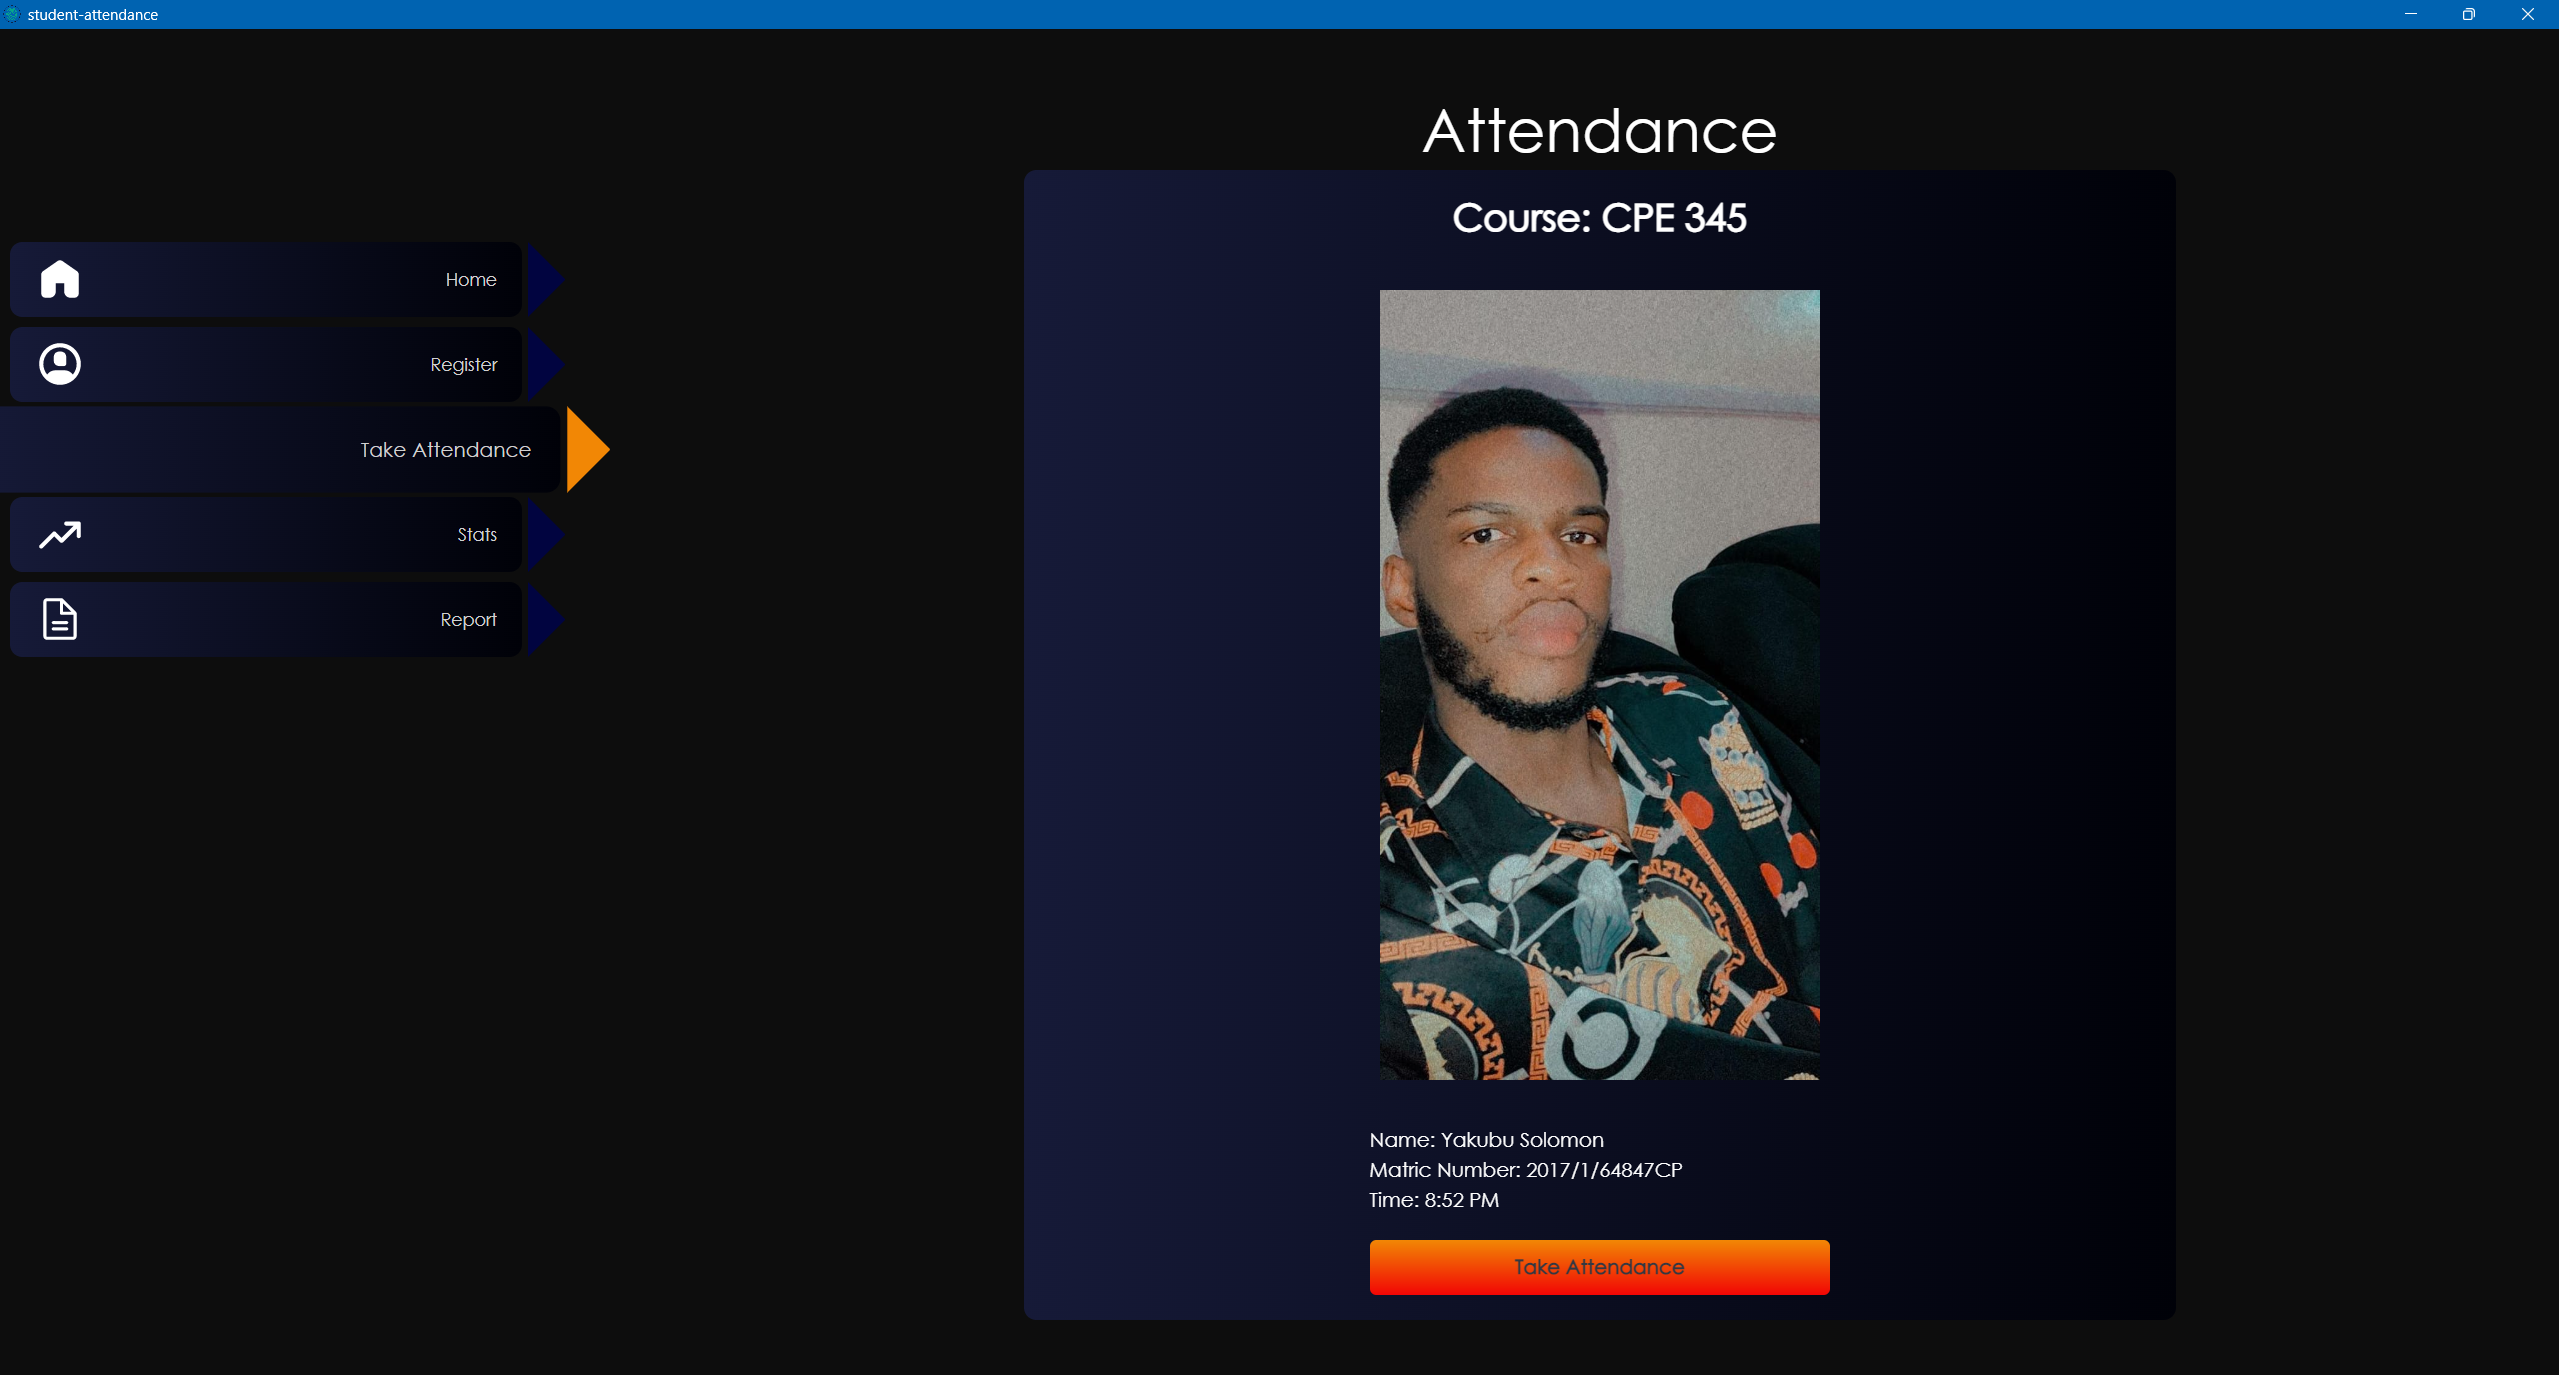 student-attendance
Attendance
Course: CPE 345
Home
Register
Take Attendance
Stats
Report
Name: Yakubu Solomon
Matric Number: 2017/1/64847CP
Time: 8:52 PM
Take Attendance